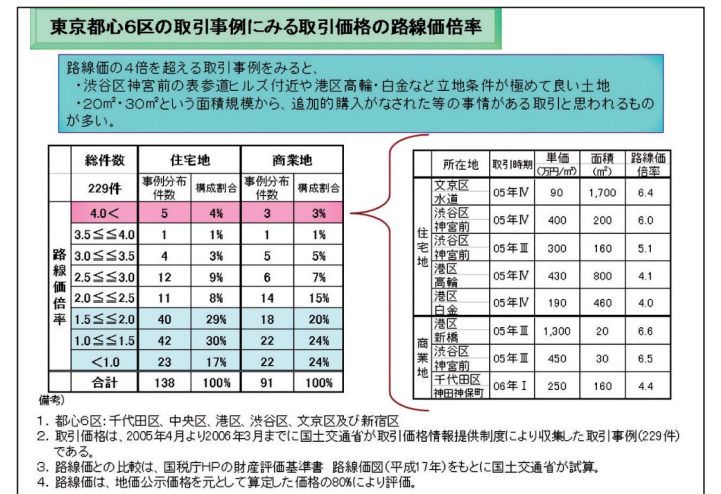 東京都心6区の取引事例にみる取引価格の路線価倍率
路線価の4倍を超える取引事例をみると、
・渋谷区神宮前の表参道ヒルズ付近や港区高輪・白金など立地条件が極めて良い土地
・20㎡・30㎡という面積規模から、追加的購入がなされた等の事情がある取引と思われるもの
が多い。
総件数 住宅地 商業地
229件 事例分布件数 構成割合 事例分布件数 構成割合
路線価倍率
4.0< 5 4% 3 3%
3.5≦≦4.0 1 1% 1 1%
3.0≦≦3.5 4 3% 5 5%
2.5≦≦3.0 12 9% 6 7%
2.0≦≦2.5 11 8% 14 15%
1.5≦≦2.0 40 29% 18 20%
1.0≦≦1.5 42 30% 22 24%
<1.0 23 17% 22 24%
合計 138 100% 91 100%
所在地 取引時期 単価(万円/㎡) 面積(㎡) 路線価倍率
住宅地
文京区水道 05年Ⅳ 90 1,700 6.4
渋谷区神宮前 05年Ⅳ 400 200 6.0
渋谷区神宮前 05年Ⅲ 300 160 5.1
港区高輪 05年Ⅳ 430 800 4.1
港区白金 05年Ⅳ 190 460 4.0
商業地
港区新橋 05年Ⅲ 1,300 20 6.6
渋谷区神宮前 05年Ⅲ 450 30 6.5
千代田区神田神保町 06年Ⅰ 250 160 4.4
備考)
1. 都心6区:千代田区、中央区、港区、渋谷区、文京区及び新宿区
2. 取引価格は、2005年4月より2006年3月までに国土交通省が取引価格情報提供制度により収集した取引事例(229件)
である。
3. 路線価との比較は、国税庁HPの財産評価基準書 路線価図(平成17年)をもとに国土交通省が試算。
4. 路線価は、地価公示価格を元として算定した価格の80%により評価。